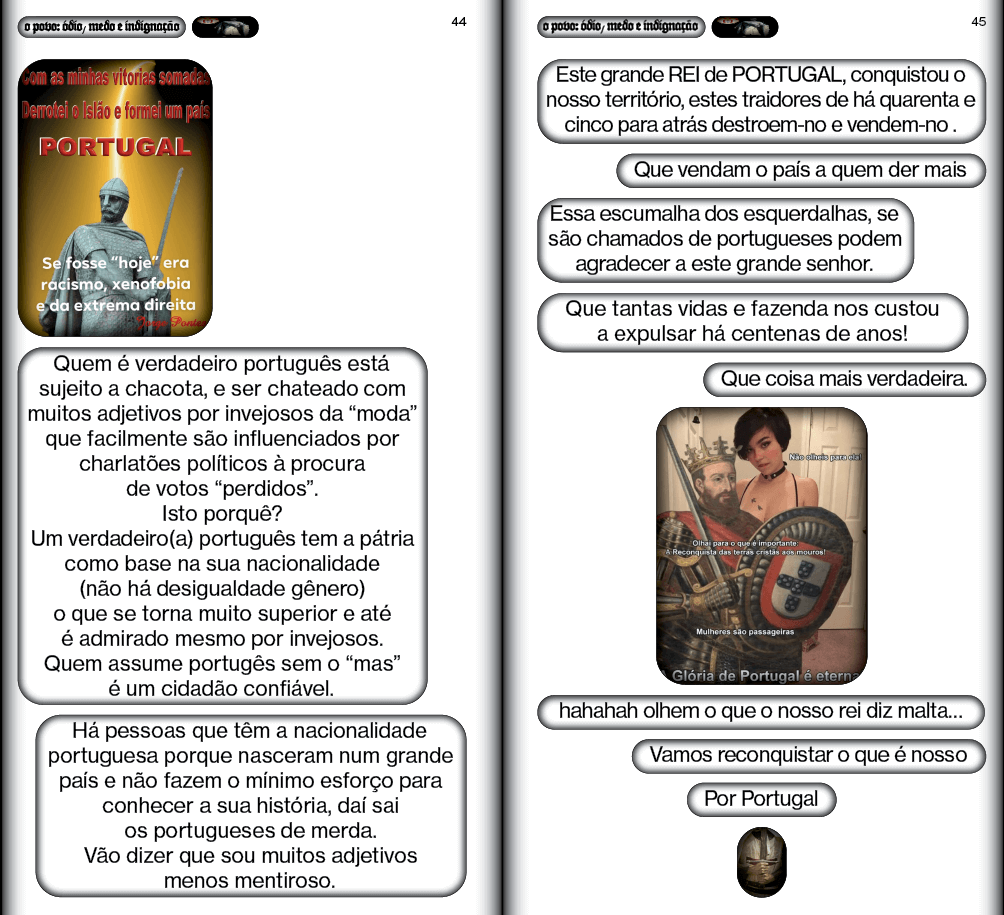 o povo: ódio, medo e indignação
44
Com as minhas vitorias somadas
Derrotei o Islão e formei um país
PORTUGAL
Se fosse “hoje” era
racismo, xenofobia
e da extrema direita
Jorge Pontes
Quem é verdadeiro português está
sujeito a chacota, e ser chateado com
muitos adjetivos por invejosos da “moda”
que facilmente são influenciados por
charlatões políticos à procura
de votos “perdidos”.
Isto porquê?
Um verdadeiro(a) português tem a pátria
como base na sua nacionalidade
(não há desigualdade gênero)
o que se torna muito superior e até
é admirado mesmo por invejosos.
Quem assume portugês sem o “mas”
é um cidadão confiável.
Há pessoas que têm a nacionalidade
portuguesa porque nasceram num grande
país e não fazem o mínimo esforço para
conhecer a sua história, daí sai
os portugueses de merda.
Vão dizer que sou muitos adjetivos
menos mentiroso.
o povo: ódio, medo e indignação
45
Este grande REI de PORTUGAL, conquistou o
nosso território, estes traidores de há quarenta e
cinco para atrás destroem-no e vendem-no .
Que vendam o país a quem der mais
Essa escumalha dos esquerdalhas, se
são chamados de portugueses podem
agradecer a este grande senhor.
Que tantas vidas e fazenda nos custou
a expulsar há centenas de anos!
Que coisa mais verdadeira.
Não olheis para ela!
Olhai para o que é importante:
A Reconquista das terras cristãs aos mouros!
Mulheres são passageiras
A Glória de Portugal é eterna
hahahah olhem o que o nosso rei diz malta...
Vamos reconquistar o que é nosso
Por Portugal